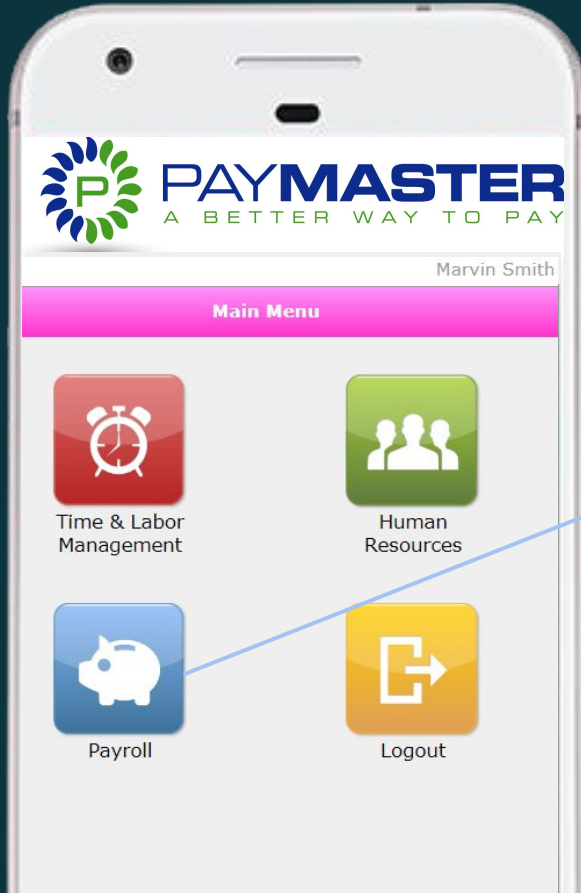 P
PAYMASTER
A BETTER WAY TO PAY
Marvin Smith
Main Menu
Time & Labor
Management
Human
Resources
Payroll
Logout